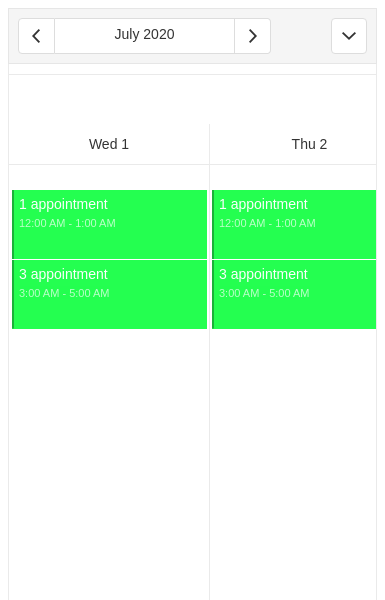 July 2020
Wed 1
Thu 2
1 appointment
12:00 AM - 1:00 AM
3 appointment
3:00 AM - 5:00 AM
1 appointment
12:00 AM - 1:00 AM
3 appointment
3:00 AM - 5:00 AM